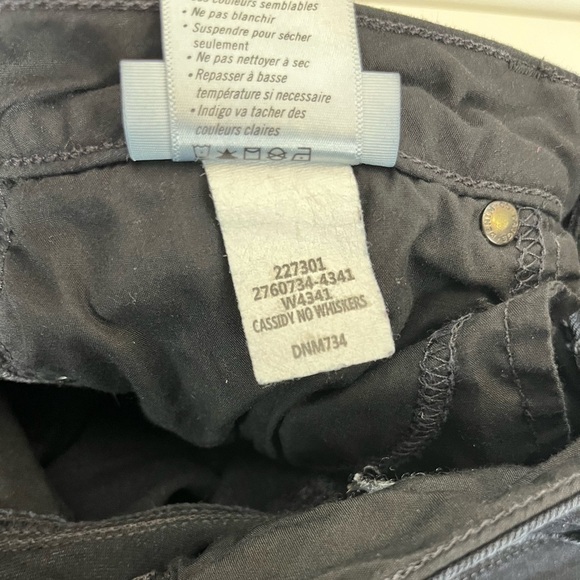 couleurs semblables
• Ne pas blanchir
• Suspendre pour sécher
seulement
• Ne pas nettoyer à sec
• Repasser à basse
température si necessaire
• Indigo va tacher des
couleurs claires
227301
2760734-4341
W4341
CASSIDY NO WHISKERS
DNM734